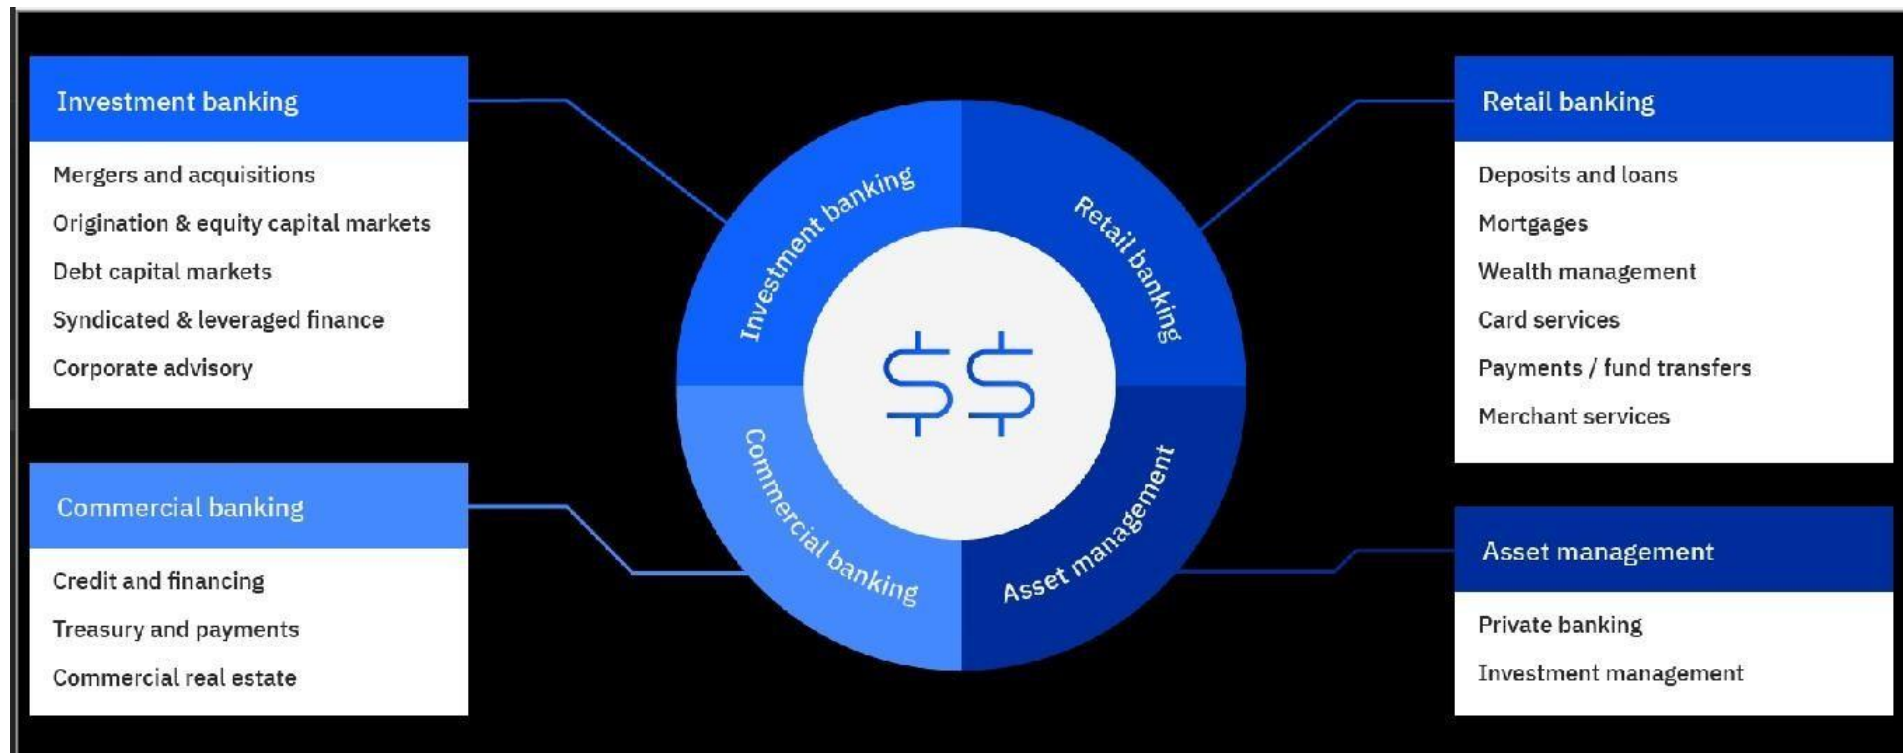 Investment banking
Mergers and acquisitions
Origination & equity capital markets
Debt capital markets
Syndicated & leveraged finance
Corporate advisory
Commercial banking
Credit and financing
Treasury and payments
Commercial real estate
Investment banking
Retail banking
Commercial banking
Asset management
$$
Retail banking
Deposits and loans
Mortgages
Wealth management
Card services
Payments / fund transfers
Merchant services
Asset management
Private banking
Investment management